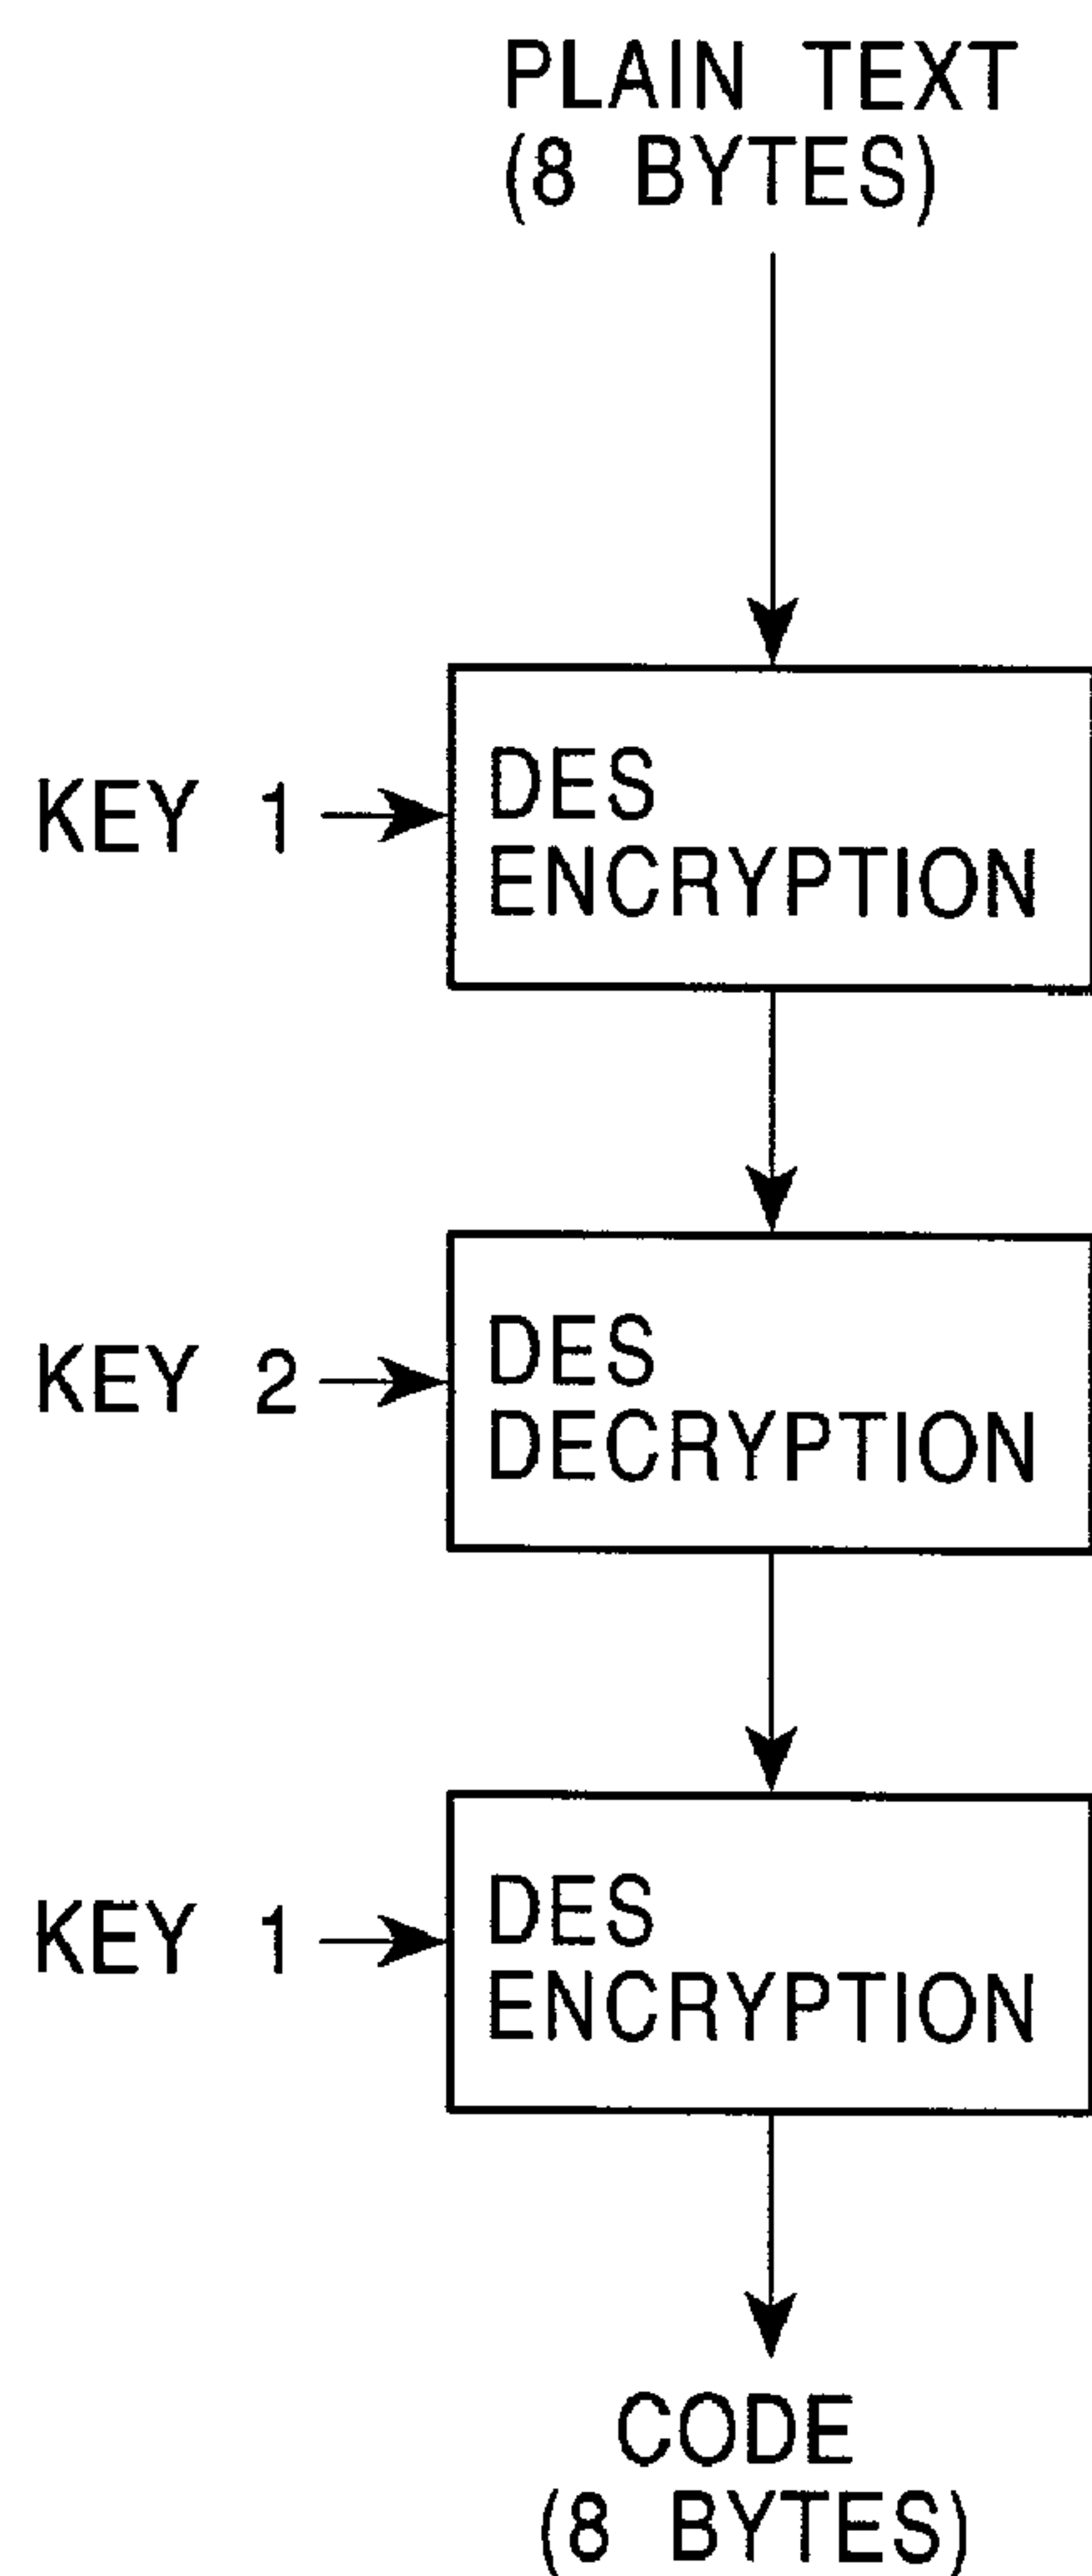 PLAIN TEXT
(8 BYTES)
KEY 1
DES
ENCRYPTION
KEY 2
DES
DECRYPTION
KEY 1
DES
ENCRYPTION
CODE
(8 BYTES)